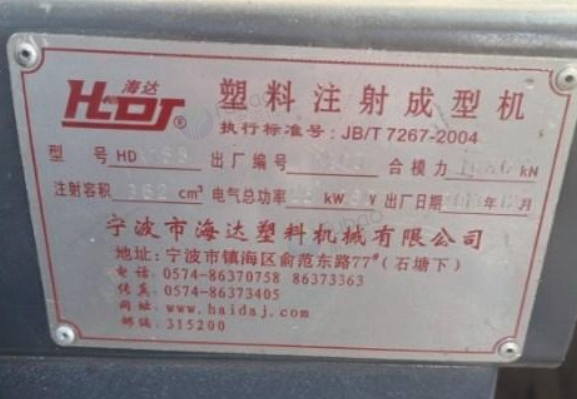 海达
HDJ®
塑料注射成型机
执行标准号：JB/T 7267-2004
型 号 HD 出厂编号 合模力 kN
注射容积 362 cm³ 电气总功率 kW V 出厂日期 年 月
宁波市海达塑料机械有限公司
地址：宁波市镇海区俞范东路77#（石塘下）
电话：0574-86370758 86373363
传真：0574-86373405
网址：www.haidaj.com
邮编：315200